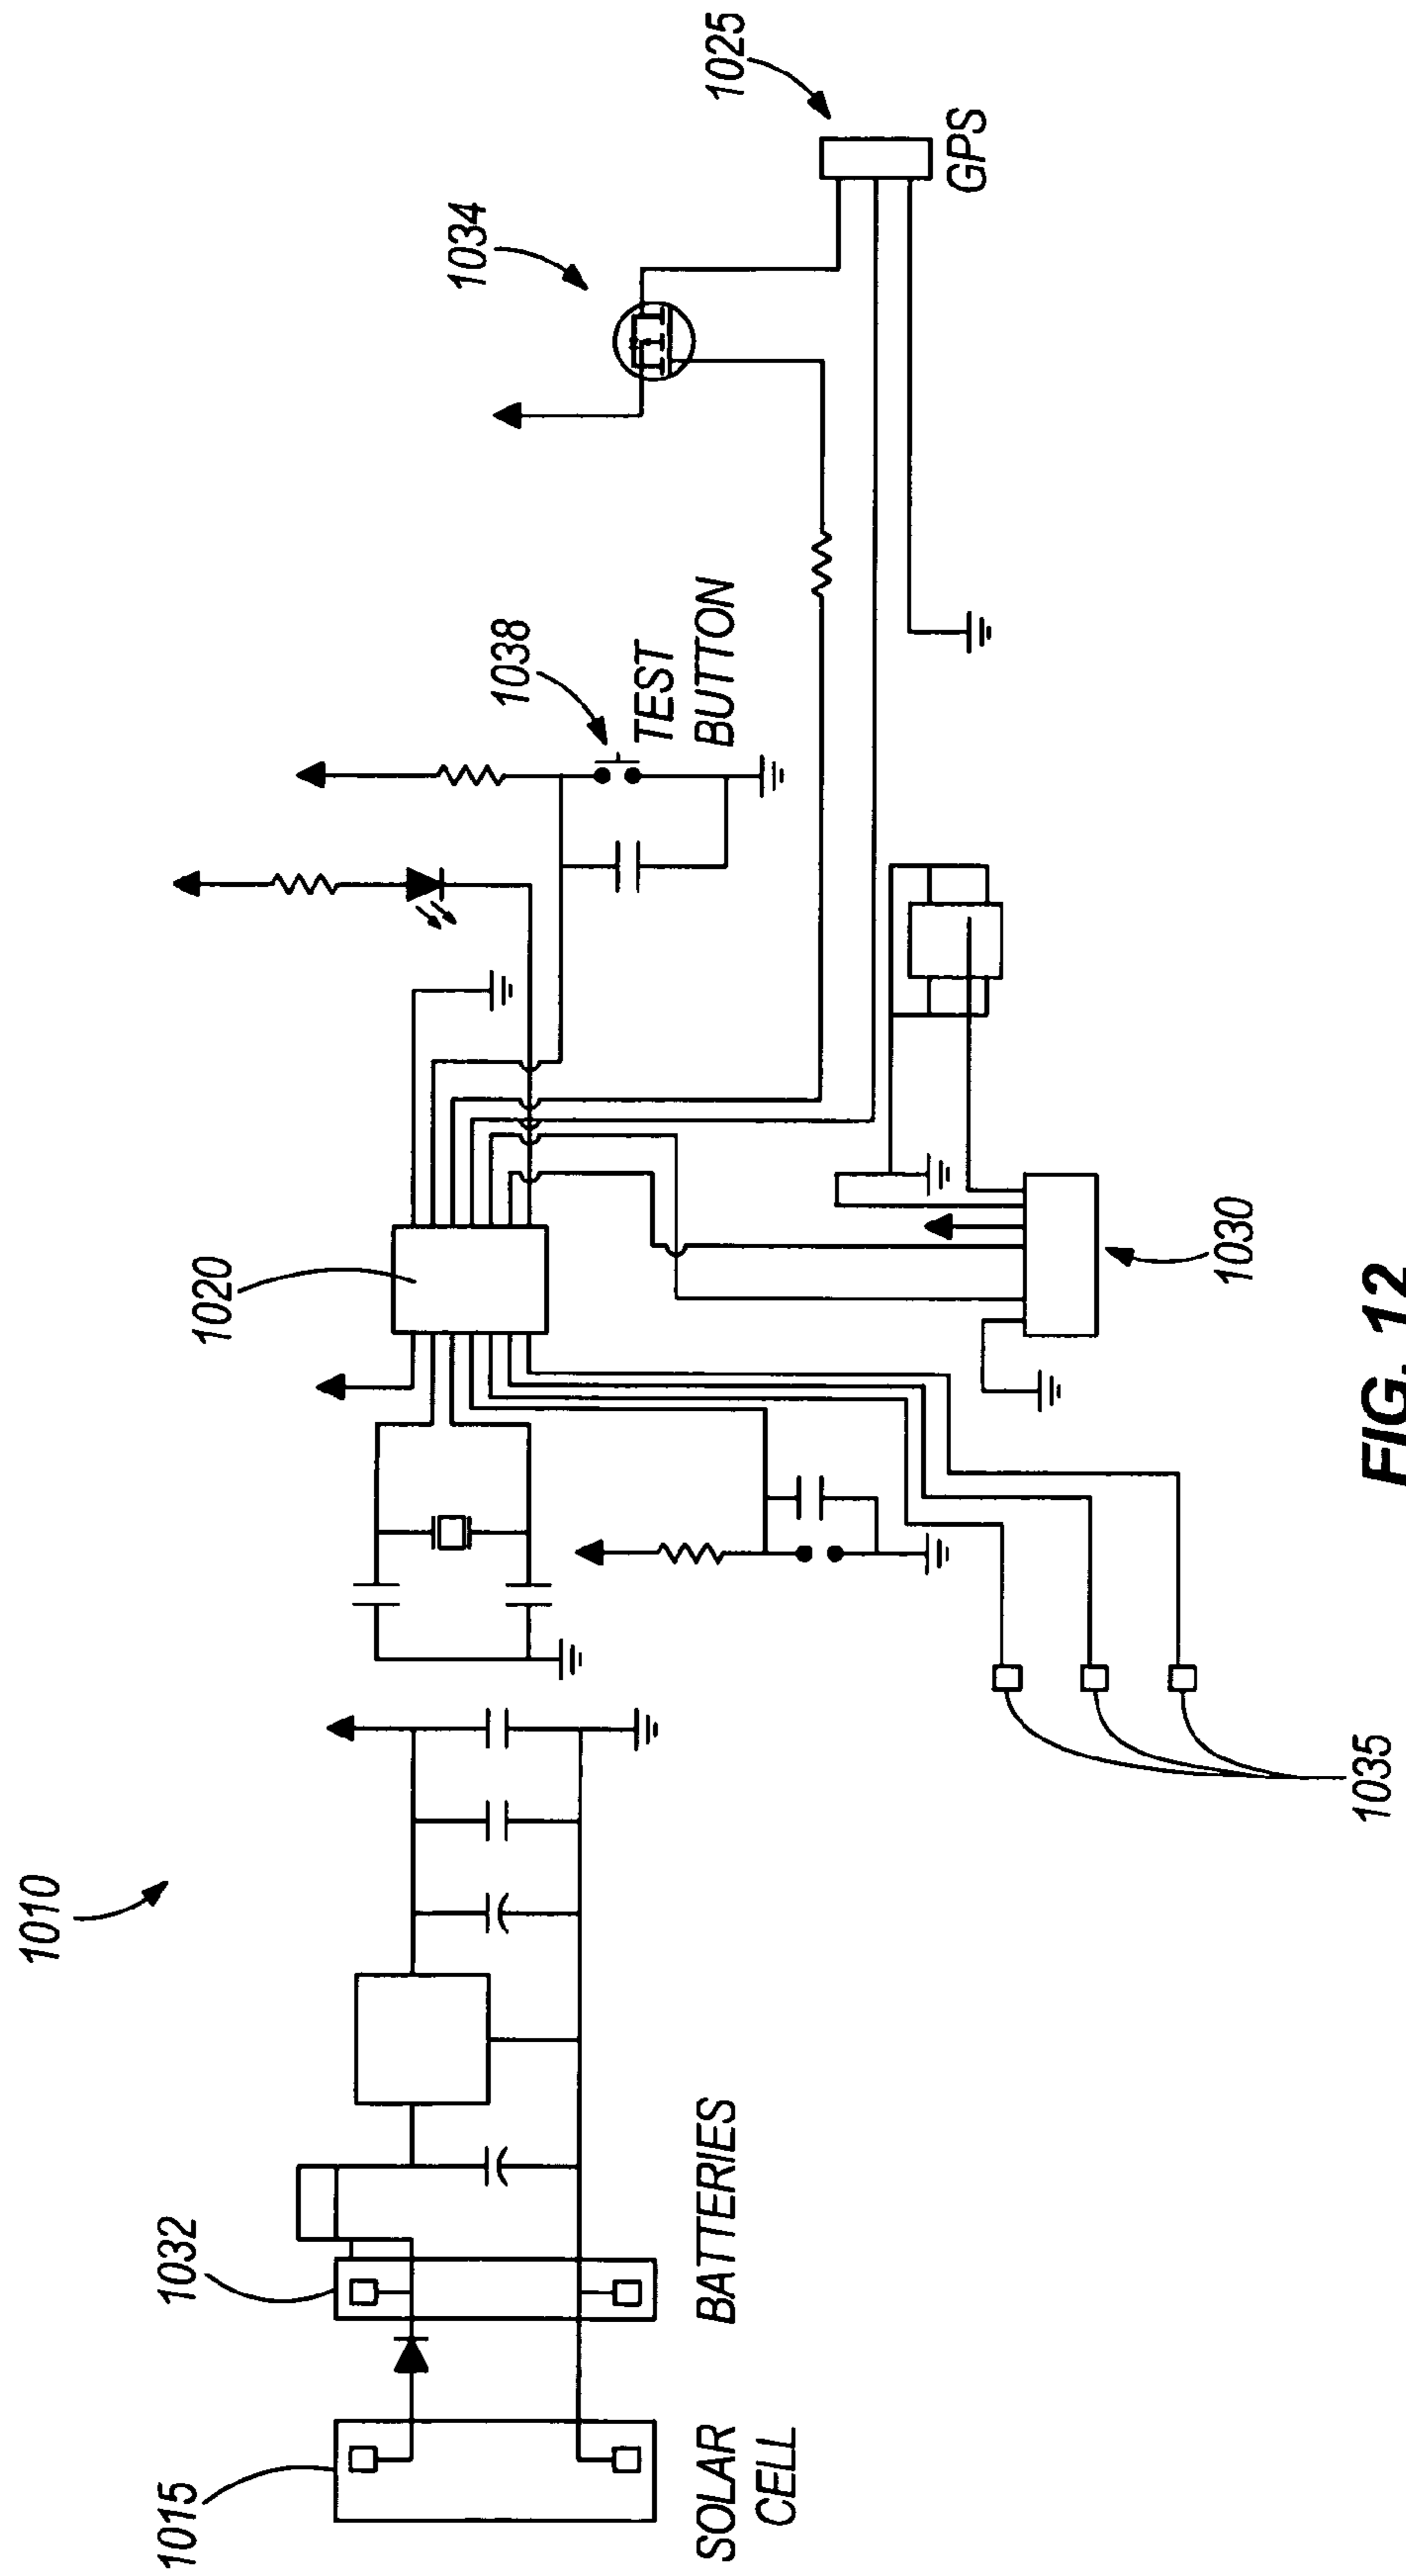 1010
1015
SOLAR
CELL
1032
BATTERIES
1020
1035
1030
1038
TEST
BUTTON
1034
1025
GPS
FIG. 12